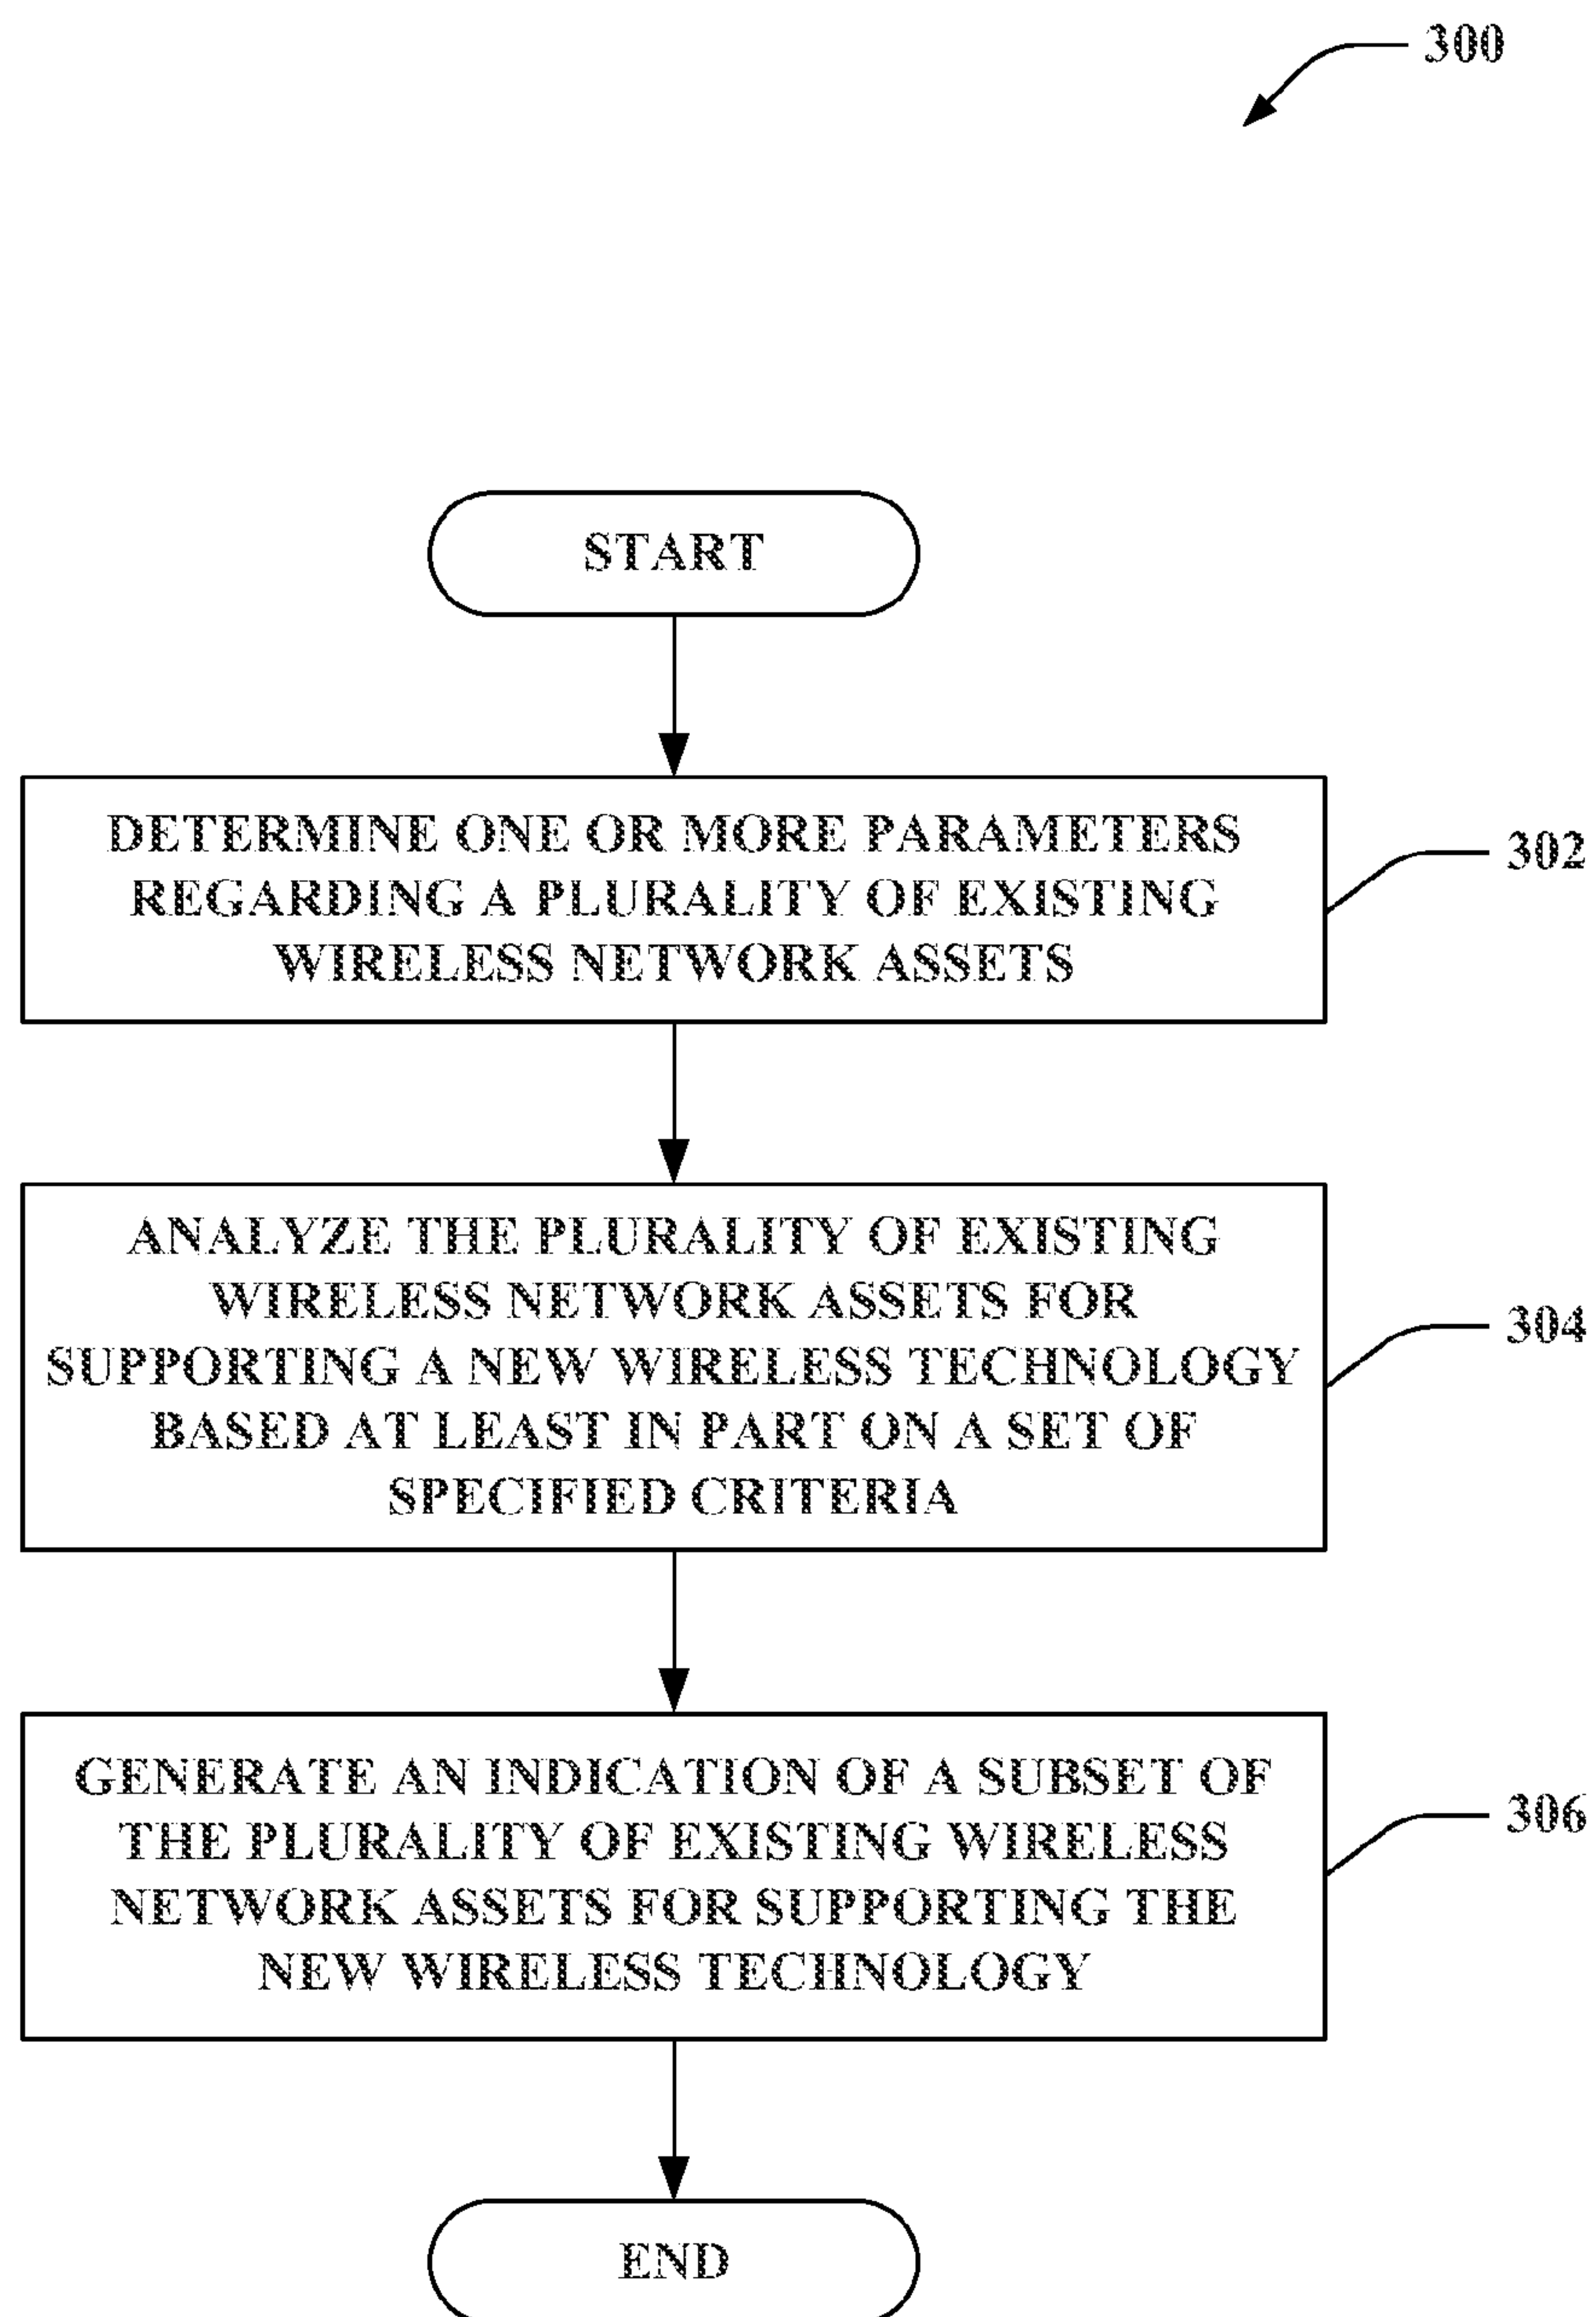 300
START
DETERMINE ONE OR MORE PARAMETERS
REGARDING A PLURALITY OF EXISTING
WIRELESS NETWORK ASSETS
302
ANALYZE THE PLURALITY OF EXISTING
WIRELESS NETWORK ASSETS FOR
SUPPORTING A NEW WIRELESS TECHNOLOGY
BASED AT LEAST IN PART ON A SET OF
SPECIFIED CRITERIA
304
GENERATE AN INDICATION OF A SUBSET OF
THE PLURALITY OF EXISTING WIRELESS
NETWORK ASSETS FOR SUPPORTING THE
NEW WIRELESS TECHNOLOGY
306
END